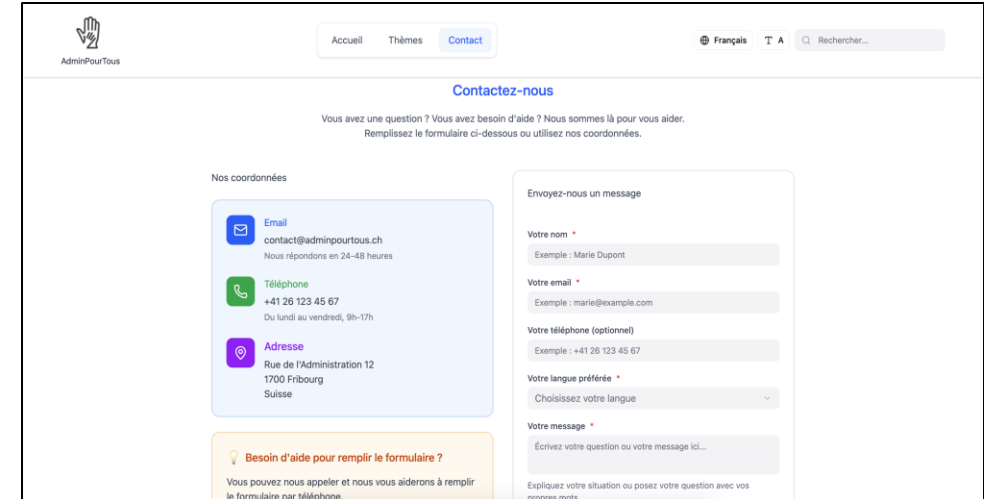 AdminPourTous
Accueil Thèmes Contact
Français T A Rechercher...
Contactez-nous
Vous avez une question ? Vous avez besoin d'aide ? Nous sommes là pour vous aider.
Remplissez le formulaire ci-dessous ou utilisez nos coordonnées.
Nos coordonnées
Email
contact@adminpourtous.ch
Nous répondons en 24-48 heures
Téléphone
+41 26 123 45 67
Du lundi au vendredi, 9h-17h
Adresse
Rue de l'Administration 12
1700 Fribourg
Suisse
Besoin d'aide pour remplir le formulaire ?
Vous pouvez nous appeler et nous vous aiderons à remplir
le formulaire par téléphone.
Envoyez-nous un message
Votre nom *
Exemple : Marie Dupont
Votre email *
Exemple : marie@example.com
Votre téléphone (optionnel)
Exemple : +41 26 123 45 67
Votre langue préférée *
Choisissez votre langue
Votre message *
Écrivez votre question ou votre message ici...
Expliquez votre situation ou posez votre question avec vos
propres mots.